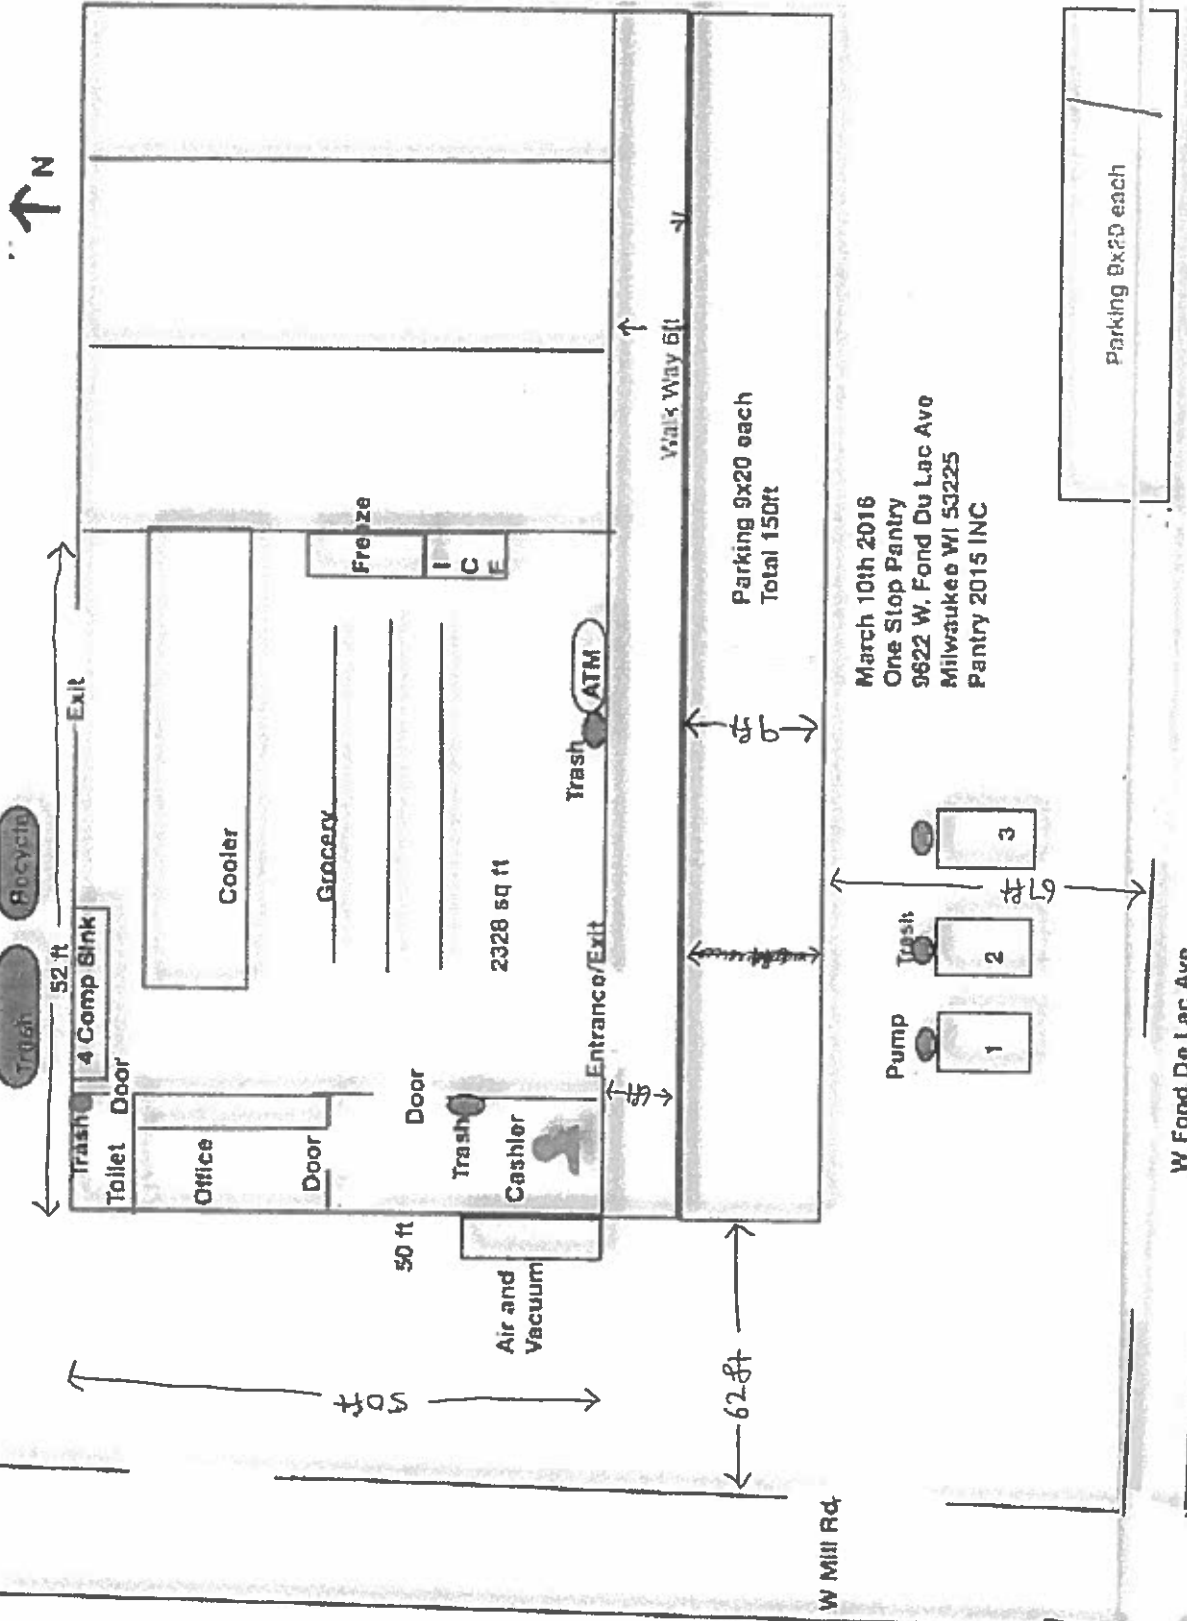 N
Trash
Recycle
52 ft
Exit
Trash
4 Comp Sink
Toilet
Door
Office
Door
Cooler
Freeze
I
C
E
Grocery
2328 sq ft
Door
Trash
Cashier
50 ft
Air and
Vacuum
50ft
Trash
ATM
Entrance/Exit
6ft
Walk Way 6ft
Parking 9x20 each
Total 150ft
9ft
62ft
March 10th 2016
One Stop Pantry
9622 W. Fond Du Lac Ave
Milwaukee WI 53225
Pantry 2015 INC
Pump
Trash
1
2
3
67ft
Parking 9x20 each
W Mill Rd,
W Fond De Lac Ave